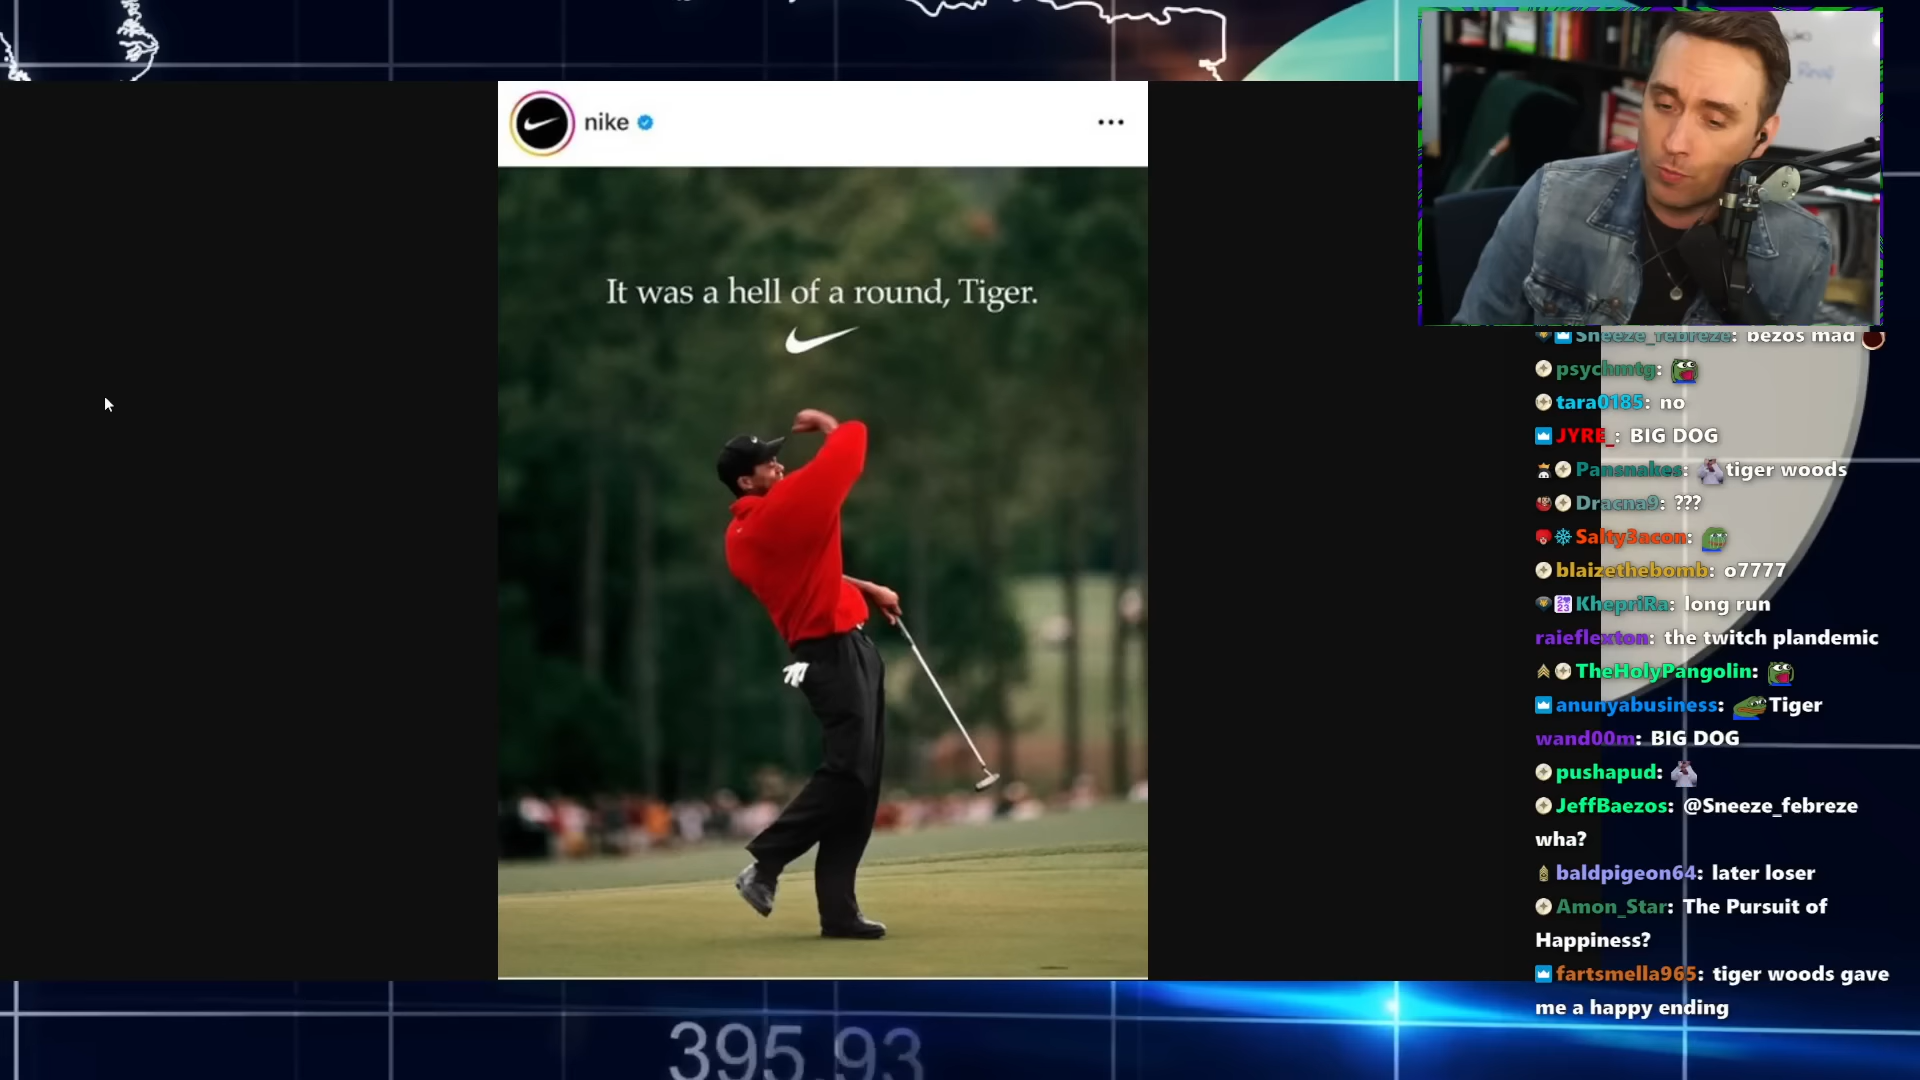 nike
It was a hell of a round, Tiger.
Sneeze_febreze: bezos mad
psychmtg:
tara0185: no
JYRE_: BIG DOG
Pansnakes: tiger woods
Dracna9: ???
Salty3acon:
blaizethebomb: o7777
KhepriRa: long run
raieflexton: the twitch plandemic
TheHolyPangolin:
anunyabusiness: Tiger
wand00m: BIG DOG
pushapud:
JeffBaezos: @Sneeze_febreze
wha?
baldpigeon64: later loser
Amon_Star: The Pursuit of
Happiness?
fartsmella965: tiger woods gave
me a happy ending
395.93